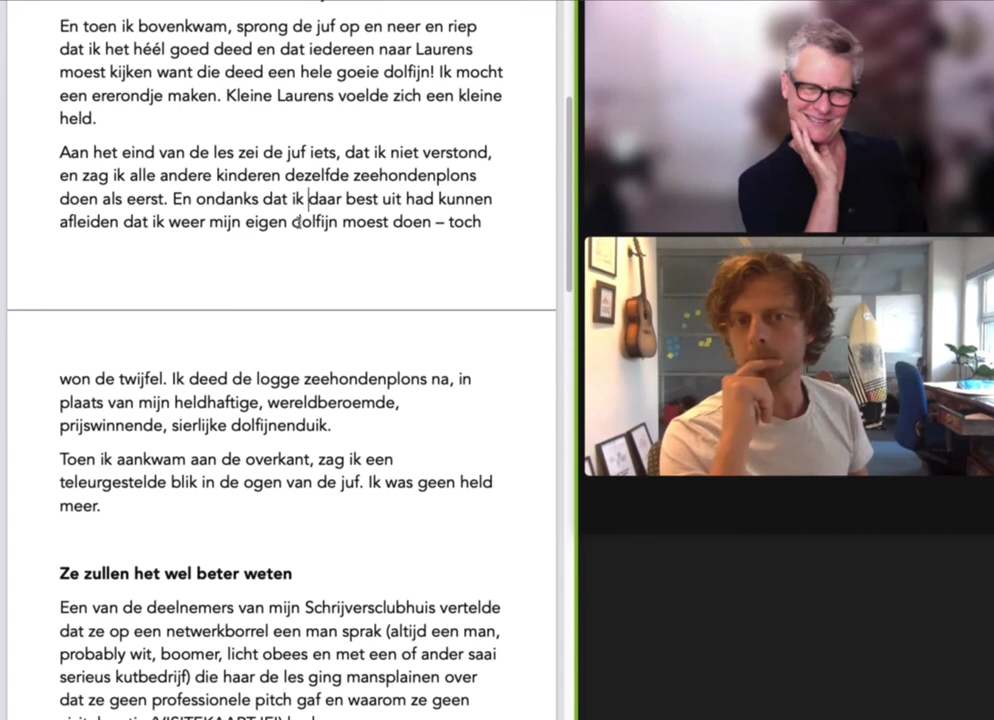 En toen ik bovenkwam, sprong de juf op en neer en riep
dat ik het héél goed deed en dat iedereen naar Laurens
moest kijken want die deed een hele goeie dolfijn! Ik mocht
een ererondje maken. Kleine Laurens voelde zich een kleine
held.
Aan het eind van de les zei de juf iets, dat ik niet verstond,
en zag ik alle andere kinderen dezelfde zeehondenplons
doen als eerst. En ondanks dat ik daar best uit had kunnen
afleiden dat ik weer mijn eigen dolfijn moest doen – toch
won de twijfel. Ik deed de logge zeehondenplons na, in
plaats van mijn heldhaftige, wereldberoemde,
prijswinnende, sierlijke dolfijnenduik.
Toen ik aankwam aan de overkant, zag ik een
teleurgestelde blik in de ogen van de juf. Ik was geen held
meer.
Ze zullen het wel beter weten
Een van de deelnemers van mijn Schrijversclubhuis vertelde
dat ze op een netwerkborrel een man sprak (altijd een man,
probably wit, boomer, licht obees en met een of ander saai
serieus kutbedrijf) die haar de les ging mansplainen over
dat ze geen professionele pitch gaf en waarom ze geen